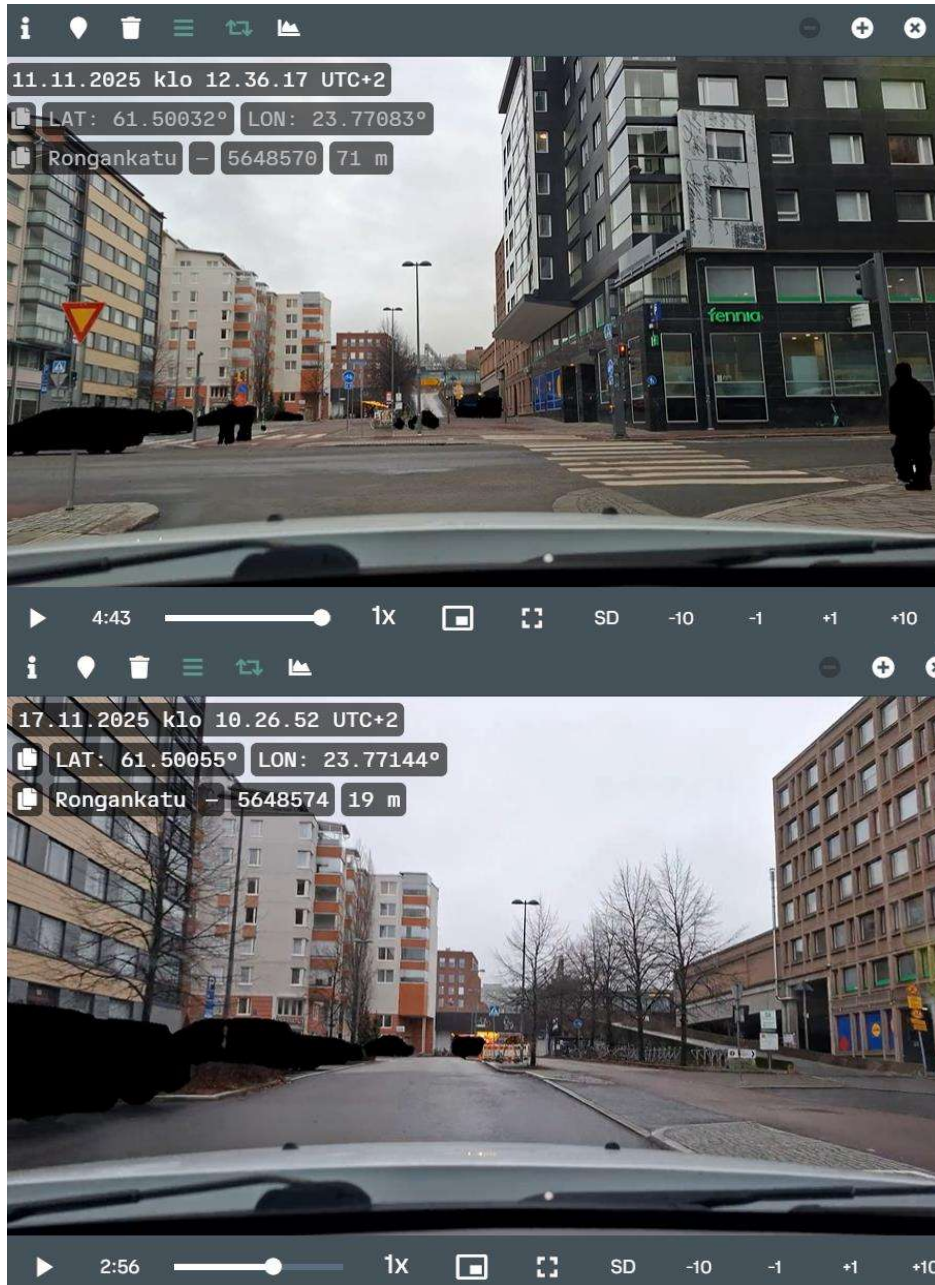 11.11.2025 klo 12.36.17 UTC+2
LAT: 61.50032° LON: 23.77083°
Rongankatu – 5648570 71 m
fennia
4:43 1x SD -10 -1 +1 +10
17.11.2025 klo 10.26.52 UTC+2
LAT: 61.50055° LON: 23.77144°
Rongankatu – 5648574 19 m
2:56 1x SD -10 -1 +1 +10